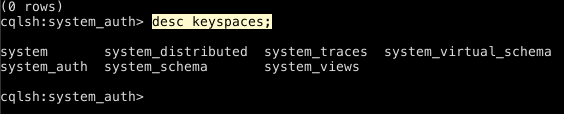 (0 rows)
cqlsh:system_auth> desc keyspaces;
system system_distributed system_traces system_virtual_schema
system_auth system_schema system_views
cqlsh:system_auth>